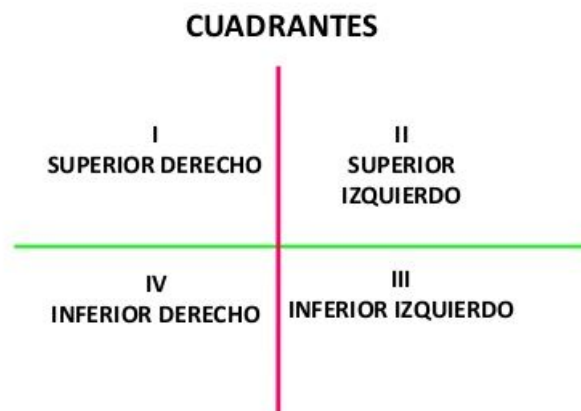 CUADRANTES
I
SUPERIOR DERECHO
II
SUPERIOR
IZQUIERDO
IV
INFERIOR DERECHO
III
INFERIOR IZQUIERDO